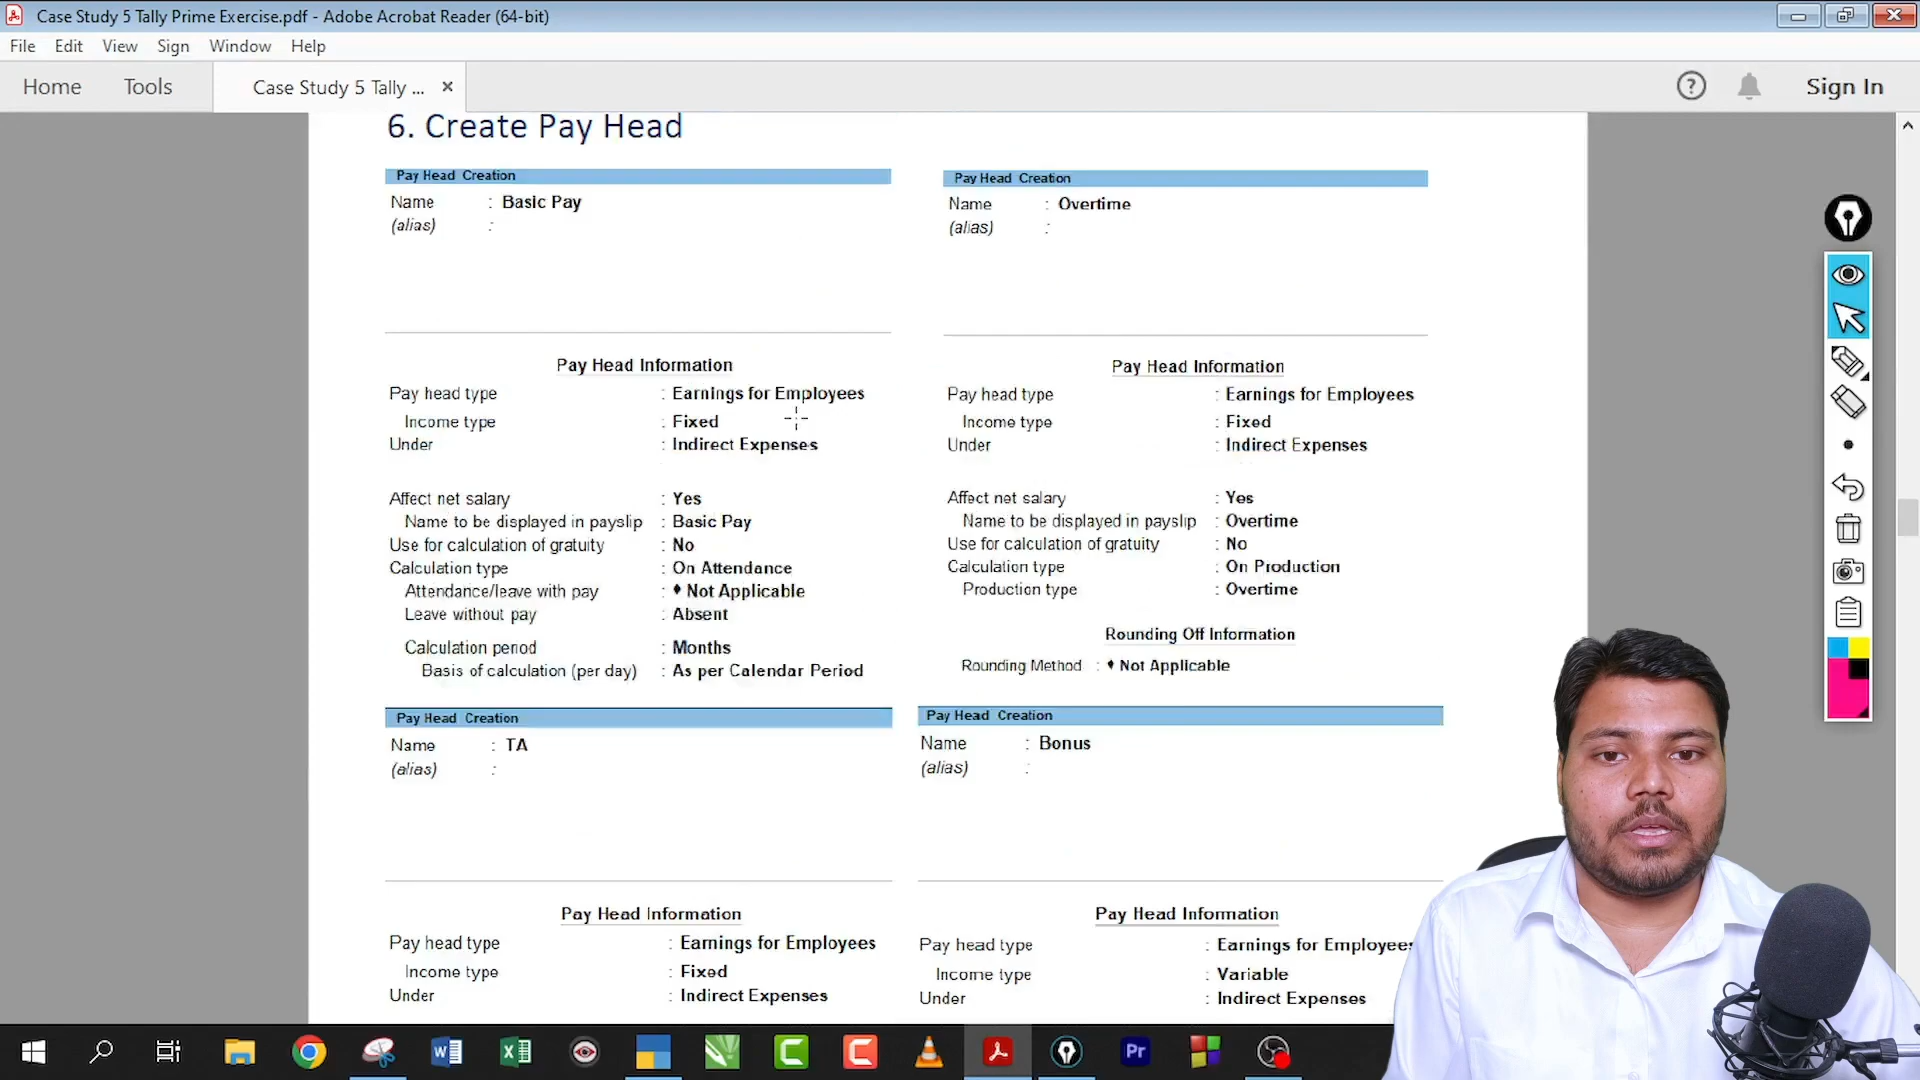 Case Study 5 Tally Prime Exercise.pdf - Adobe Acrobat Reader (64-bit)
File Edit View Sign Window Help
Home Tools Case Study 5 Tally ... × Sign In
6. Create Pay Head
Pay Head Creation
Name : Basic Pay
(alias) :
Pay Head Information
Pay head type : Earnings for Employees
Income type : Fixed
Under : Indirect Expenses
Affect net salary : Yes
Name to be displayed in payslip : Basic Pay
Use for calculation of gratuity : No
Calculation type : On Attendance
Attendance/leave with pay : ♦ Not Applicable
Leave without pay : Absent
Calculation period : Months
Basis of calculation (per day) : As per Calendar Period
Pay Head Creation
Name : Overtime
(alias) :
Pay Head Information
Pay head type : Earnings for Employees
Income type : Fixed
Under : Indirect Expenses
Affect net salary : Yes
Name to be displayed in payslip : Overtime
Use for calculation of gratuity : No
Calculation type : On Production
Production type : Overtime
Rounding Off Information
Rounding Method : ♦ Not Applicable
Pay Head Creation
Name : TA
(alias) :
Pay Head Information
Pay head type : Earnings for Employees
Income type : Fixed
Under : Indirect Expenses
Pay Head Creation
Name : Bonus
(alias) :
Pay Head Information
Pay head type : Earnings for Employees
Income type : Variable
Under : Indirect Expenses
Pr